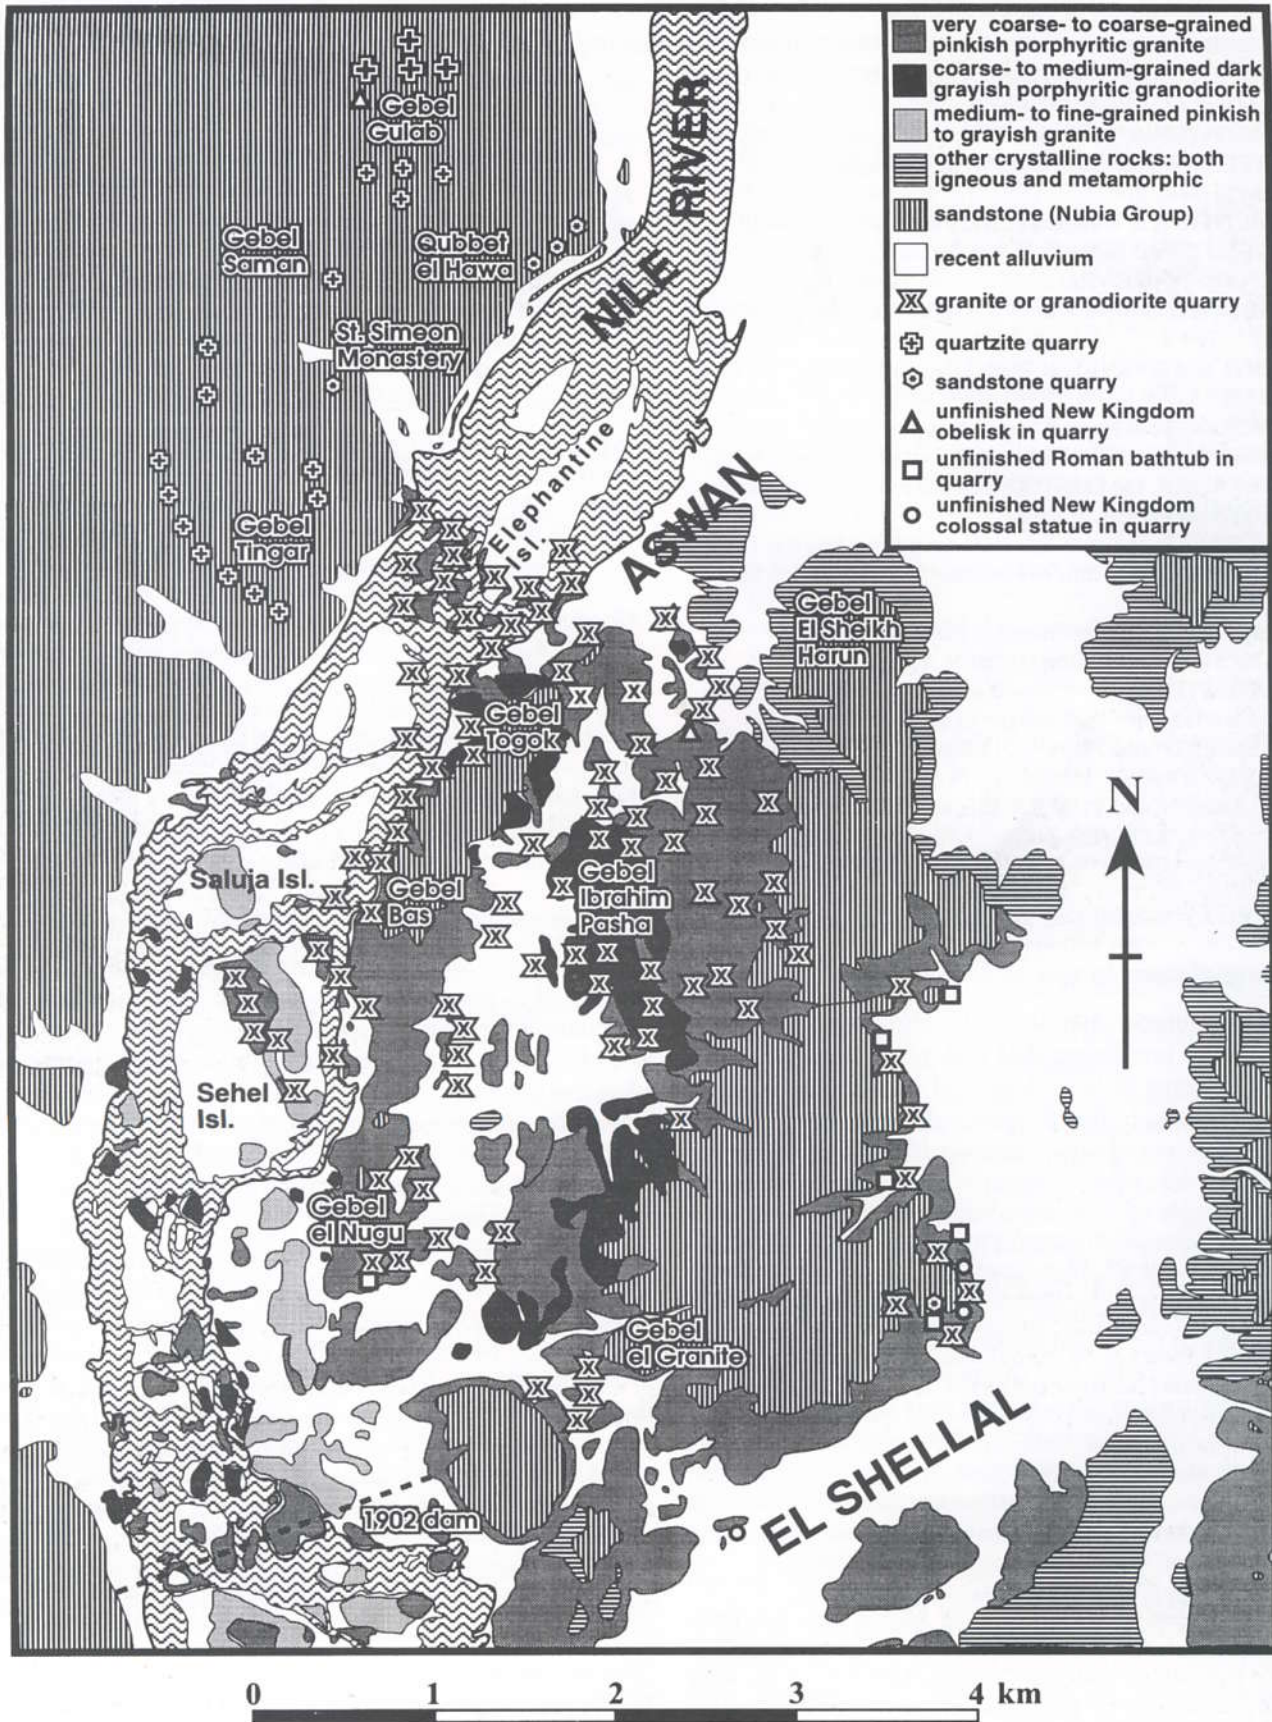 very coarse- to coarse-grained
pinkish porphyritic granite
coarse- to medium-grained dark
grayish porphyritic granodiorite
medium- to fine-grained pinkish
to grayish granite
other crystalline rocks: both
igneous and metamorphic
sandstone (Nubia Group)
recent alluvium
granite or granodiorite quarry
quartzite quarry
sandstone quarry
unfinished New Kingdom
obelisk in quarry
unfinished Roman bathtub in
quarry
unfinished New Kingdom
colossal statue in quarry
Gebel
Gulab
NILE RIVER
Gebel
Saman
Qubbet
el Hawa
St. Simeon
Monastery
Elephantine
Isl.
ASWAN
Gebel
Tingar
Gebel
El Sheikh
Harun
Gebel
Togok
N
Saluja Isl.
Gebel
Bas
Gebel
Ibrahim
Pasha
Sehel
Isl.
Gebel
el Nugu
Gebel
el Granite
1902 dam
EL SHELLAL
0 1 2 3 4 km